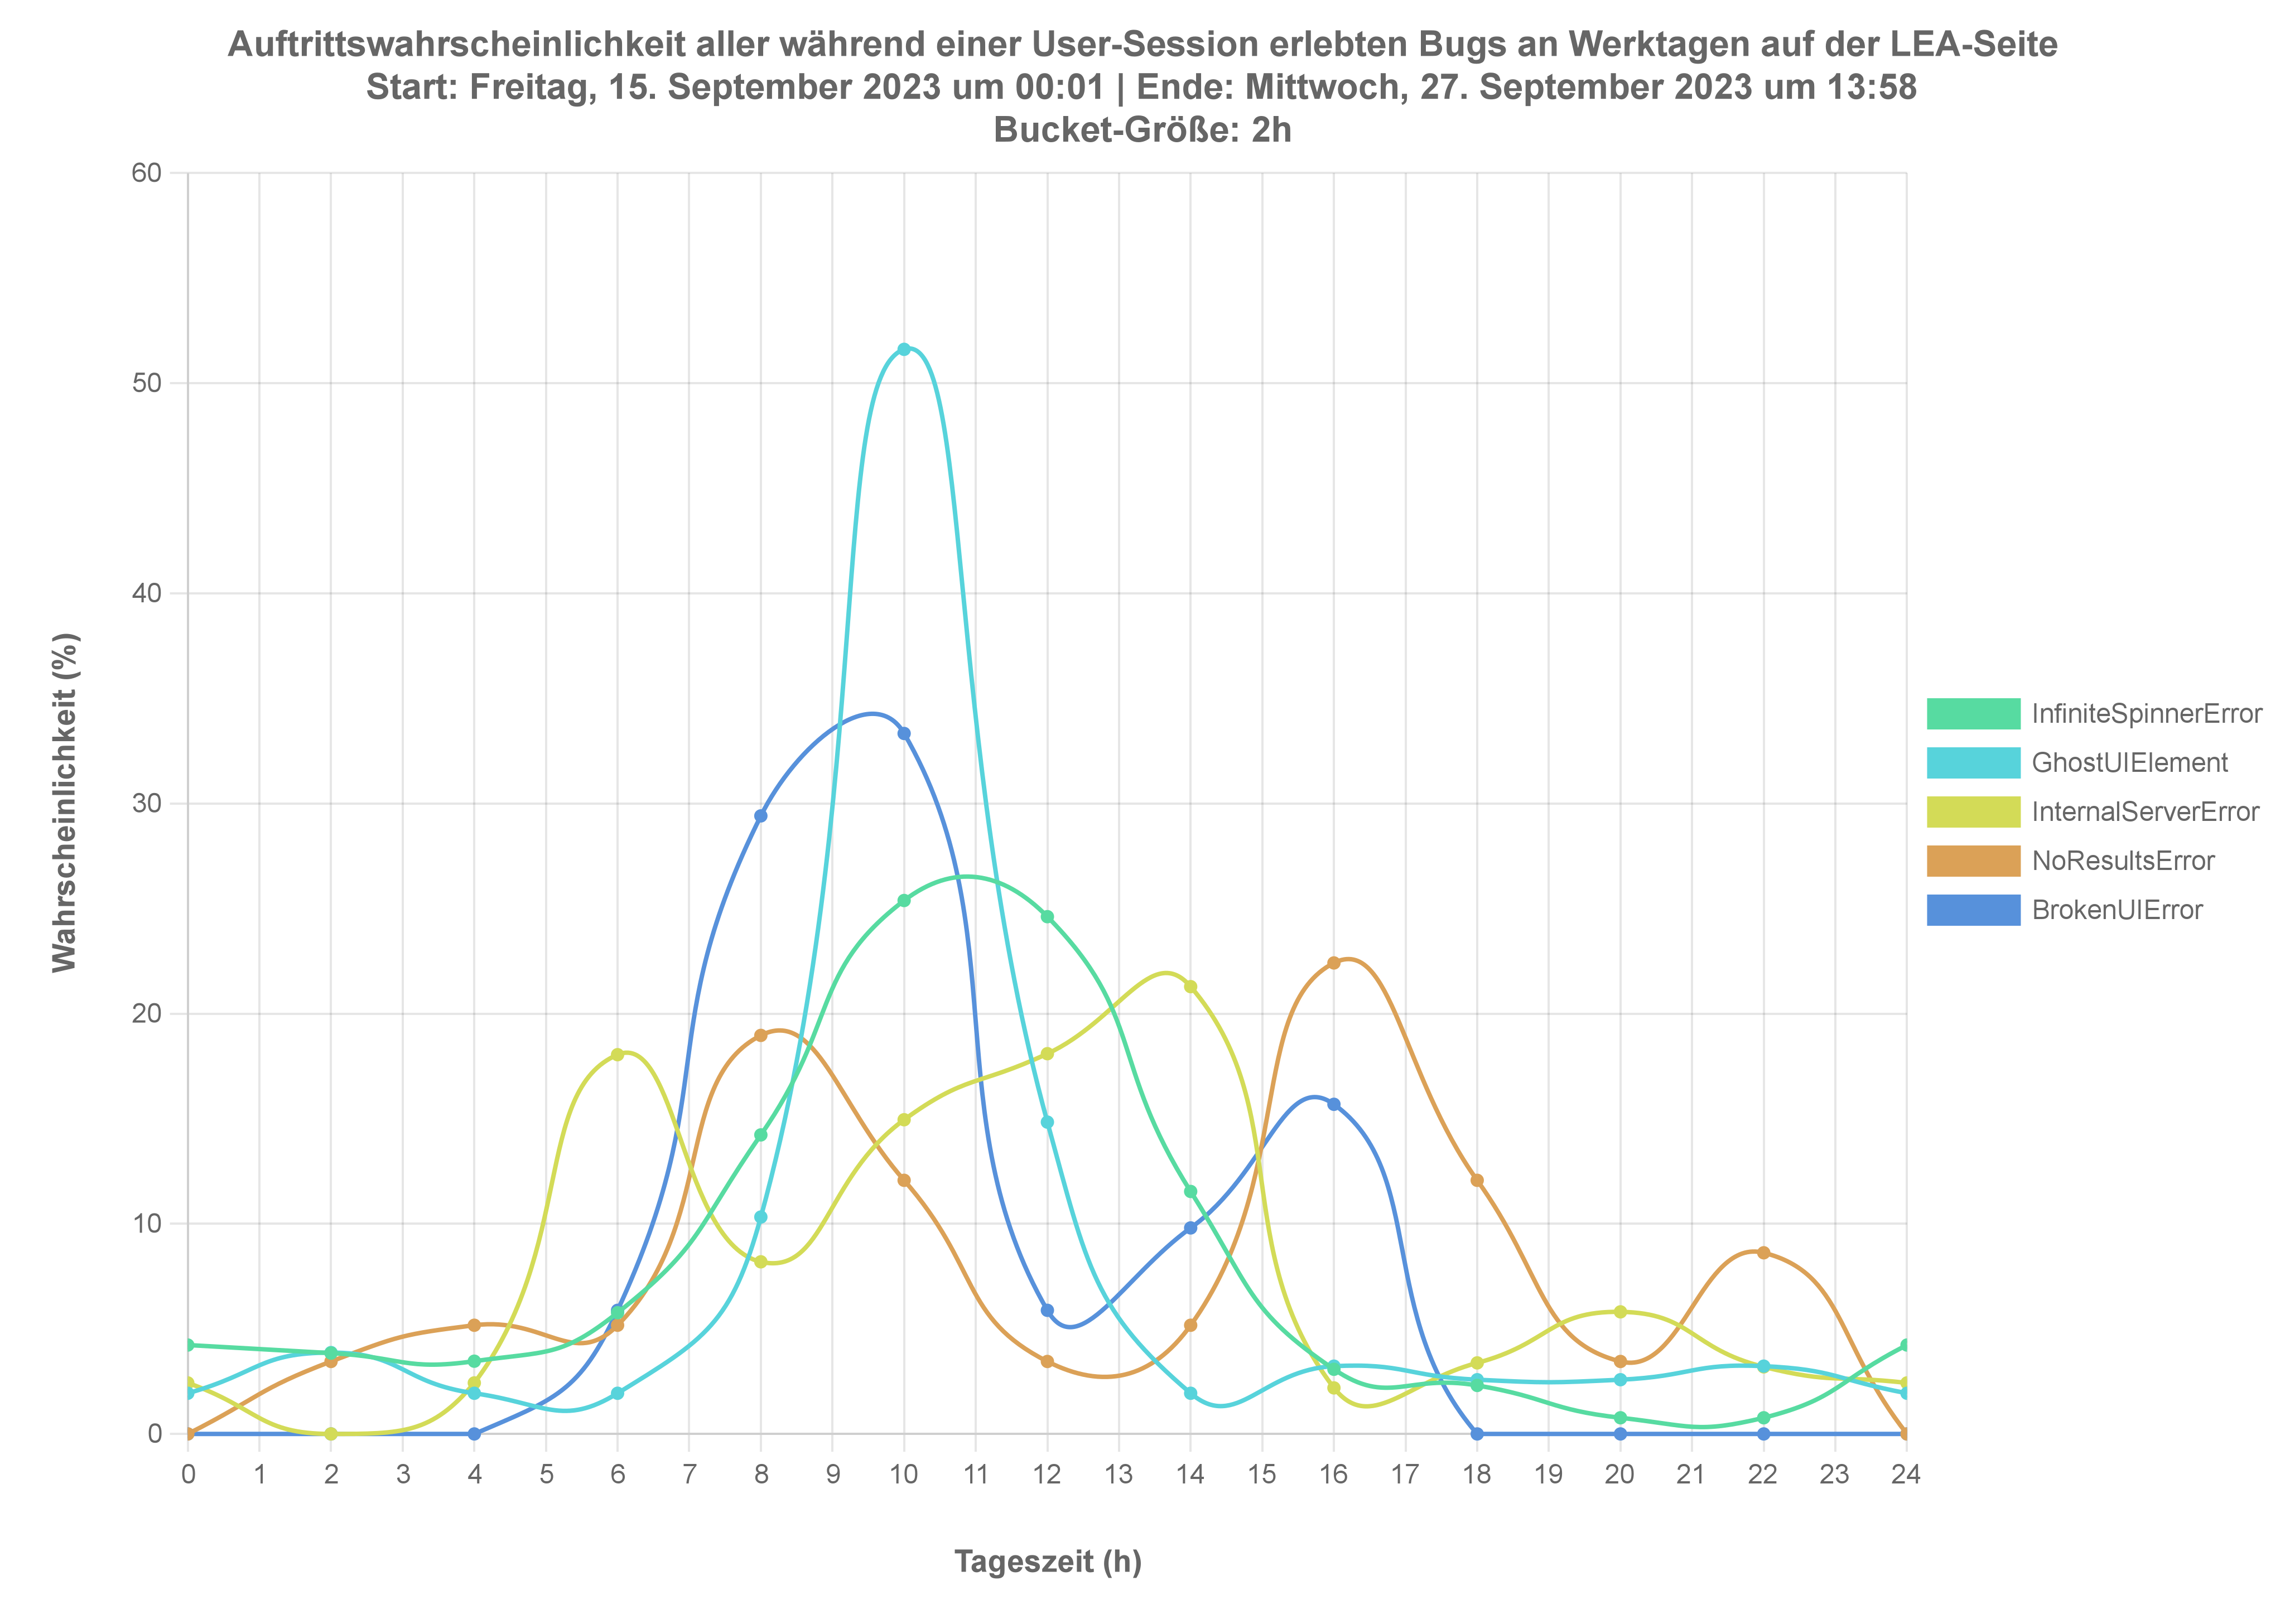 Auftrittswahrscheinlichkeit aller während einer User-Session erlebten Bugs an Werktagen auf der LEA-Seite
Start: Freitag, 15. September 2023 um 00:01 | Ende: Mittwoch, 27. September 2023 um 13:58
Bucket-Größe: 2h
Wahrscheinlichkeit (%)
60
50
40
30
20
10
0
InfiniteSpinnerError
GhostUIElement
InternalServerError
NoResultsError
BrokenUIError
0 1 2 3 4 5 6 7 8 9 10 11 12 13 14 15 16 17 18 19 20 21 22 23 24
Tageszeit (h)